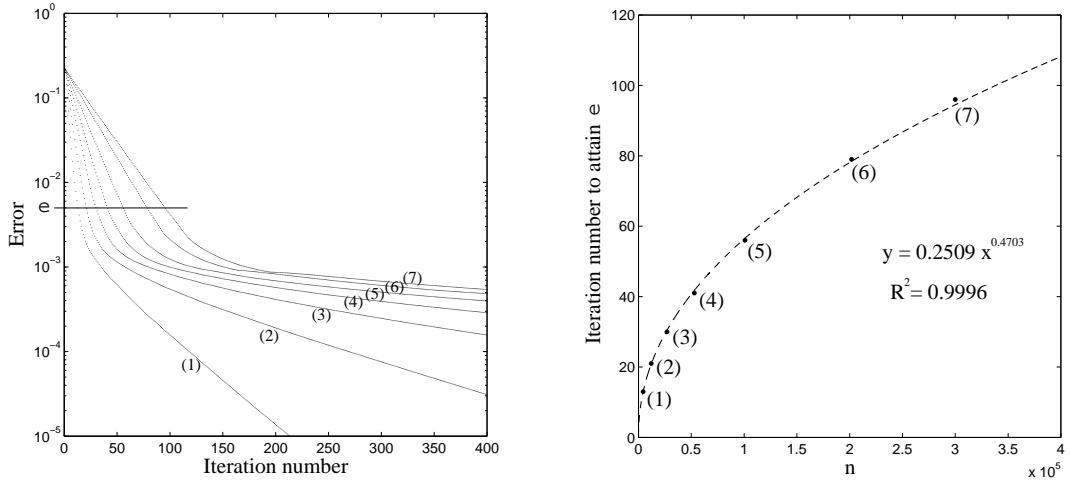 10^0
10^-1
10^-2
e
10^-3
10^-4
10^-5
Error
(1)
(2)
(3)
(4)
(5)
(6)
(7)
0 50 100 150 200 250 300 350 400
Iteration number
120
100
80
60
40
20
0
Iteration number to attain e
(1)
(2)
(3)
(4)
(5)
(6)
(7)
y = 0.2509 x^0.4703
R^2 = 0.9996
0 0.5 1 1.5 2 2.5 3 3.5 4
x 10^5
n